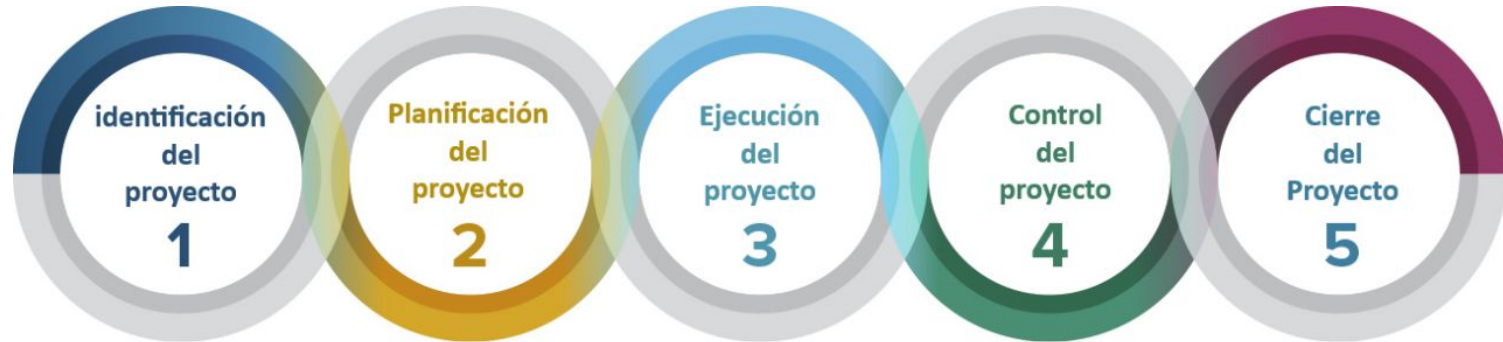 identificación
del
proyecto
1
Planificación
del
proyecto
2
Ejecución
del
proyecto
3
Control
del
proyecto
4
Cierre
del
Proyecto
5